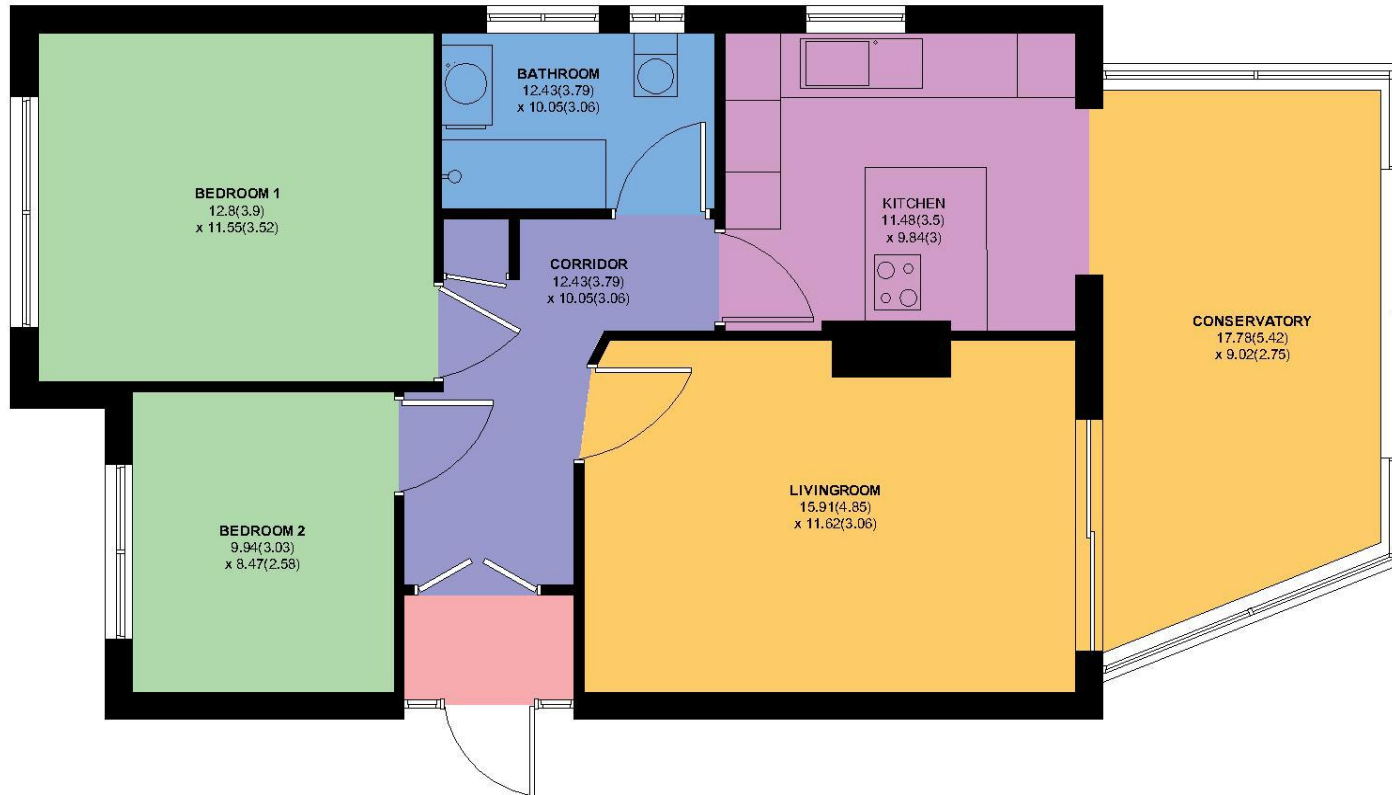 BATHROOM
12.43(3.79)
x 10.05(3.06)
BEDROOM 1
12.8(3.9)
x 11.55(3.52)
KITCHEN
11.48(3.5)
x 9.84(3)
CORRIDOR
12.43(3.79)
x 10.05(3.06)
CONSERVATORY
17.78(5.42)
x 9.02(2.75)
LIVINGROOM
15.91(4.85)
x 11.62(3.06)
BEDROOM 2
9.94(3.03)
x 8.47(2.58)